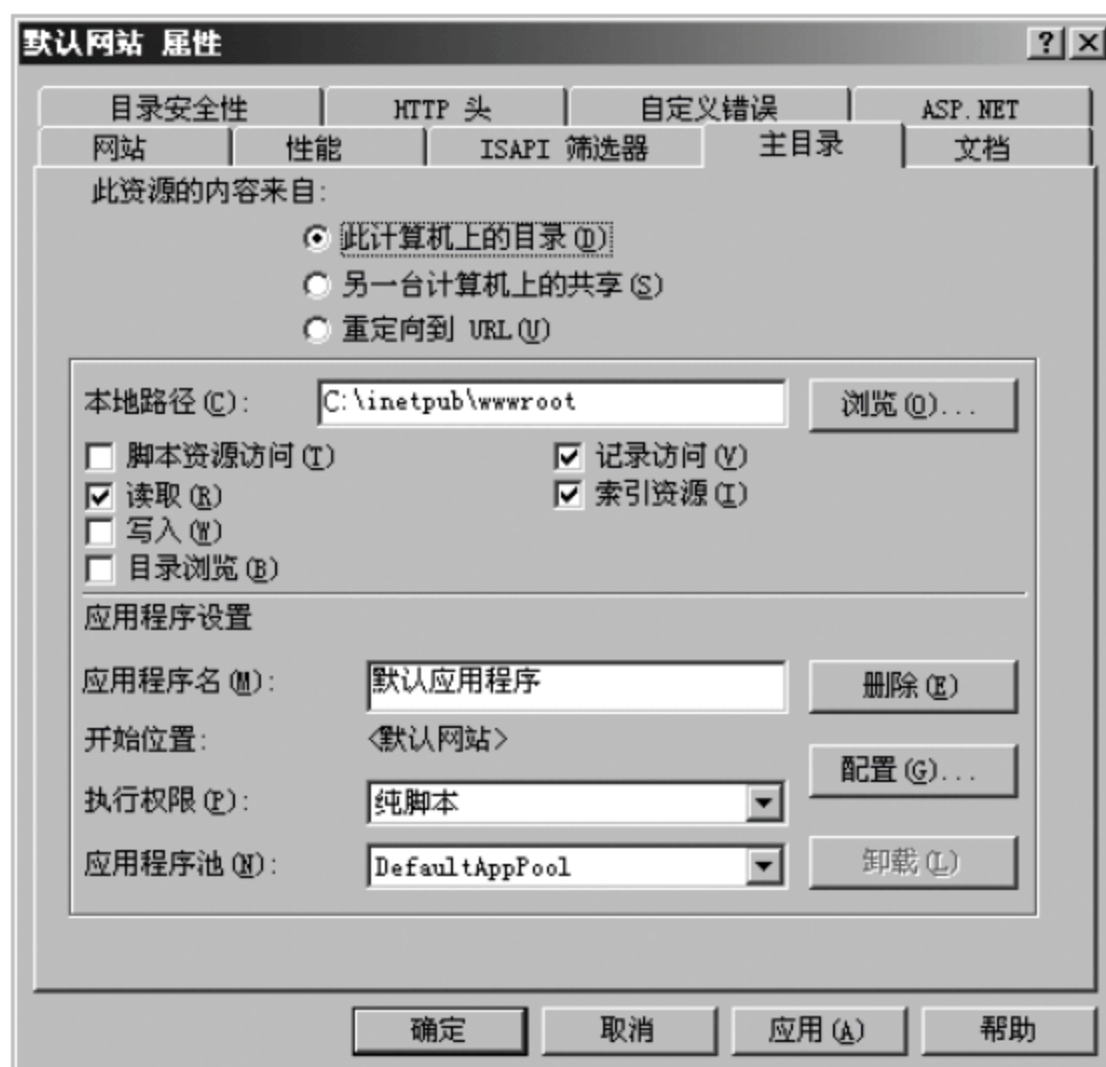 默认网站 属性
目录安全性 HTTP 头 自定义错误 ASP.NET
网站 性能 ISAPI 筛选器 主目录 文档
此资源的内容来自:
此计算机上的目录(D)
另一台计算机上的共享(S)
重定向到 URL(U)
本地路径(C): C:\inetpub\wwwroot 浏览(O)...
脚本资源访问(T) 记录访问(V)
读取(R) 索引资源(I)
写入(W)
目录浏览(B)
应用程序设置
应用程序名(M): 默认应用程序 删除(E)
开始位置: <默认网站>
配置(G)...
执行权限(P): 纯脚本
应用程序池(N): DefaultAppPool 卸载(L)
确定 取消 应用(A) 帮助